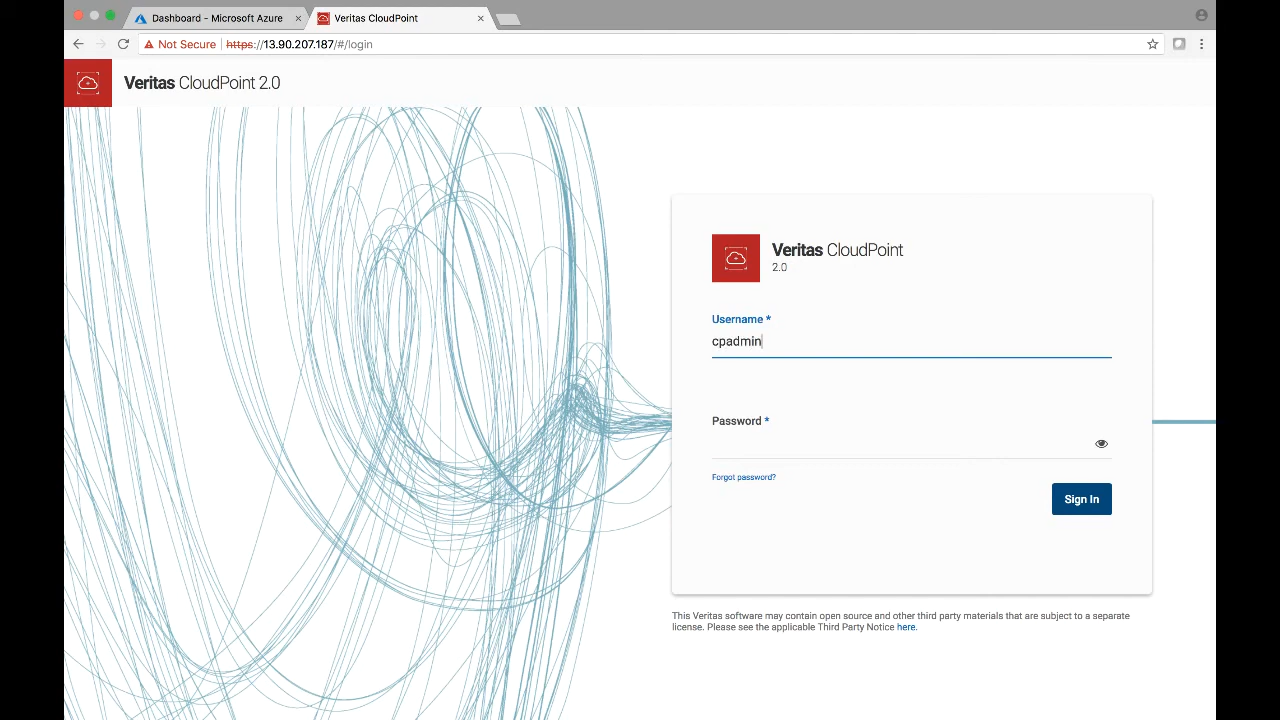 Dashboard - Microsoft Azure
Veritas CloudPoint
Not Secure https://13.90.207.187/#/login
Veritas CloudPoint 2.0
Veritas CloudPoint
2.0
Username *
cpadmin
Password *
Forgot password?
Sign In
This Veritas software may contain open source and other third party materials that are subject to a separate
license. Please see the applicable Third Party Notice here.